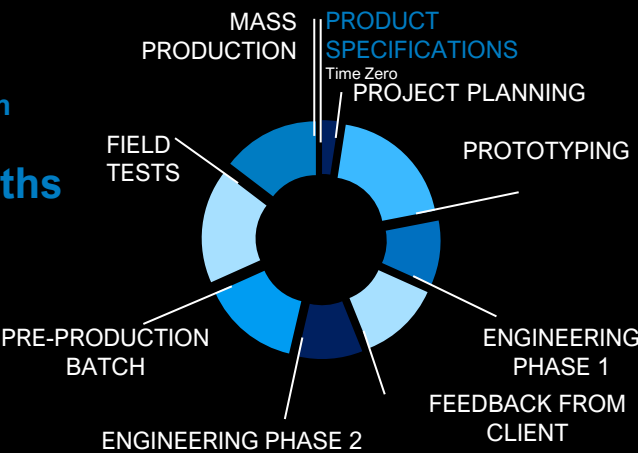 MASS
PRODUCTION
PRODUCT
SPECIFICATIONS
Time Zero
PROJECT PLANNING
PROTOTYPING
FIELD
TESTS
ths
PRE-PRODUCTION
BATCH
ENGINEERING
PHASE 1
FEEDBACK FROM
CLIENT
ENGINEERING PHASE 2